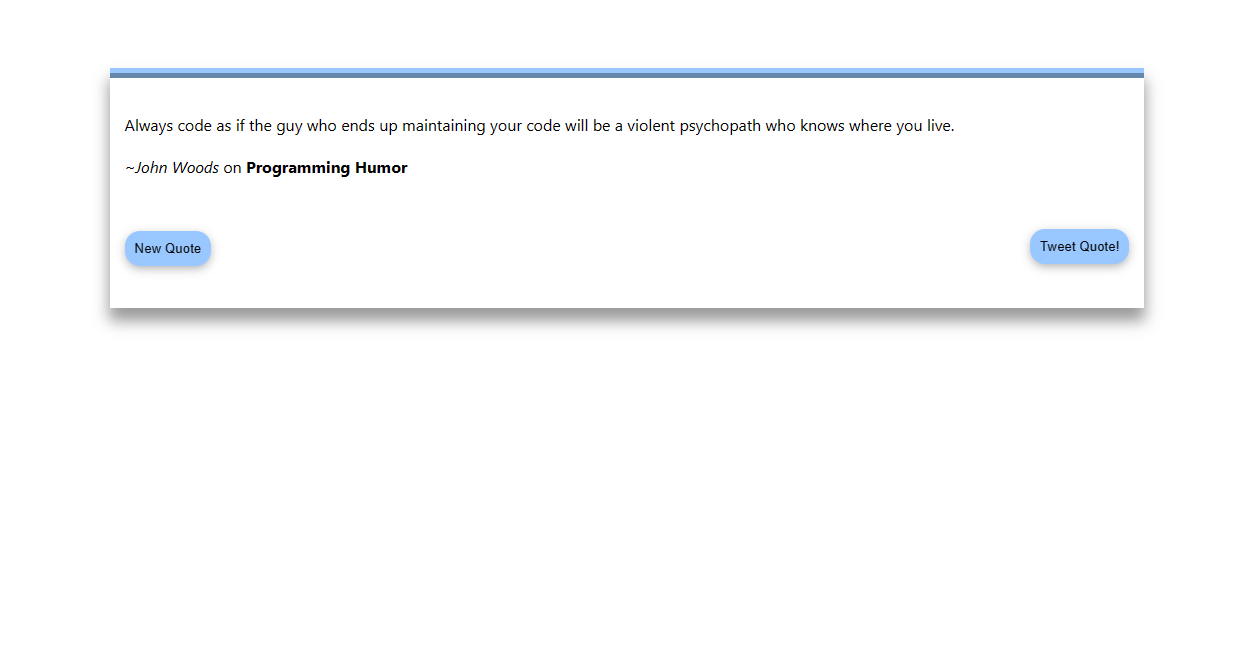 Always code as if the guy who ends up maintaining your code will be a violent psychopath who knows where you live.
~John Woods on Programming Humor
New Quote
Tweet Quote!